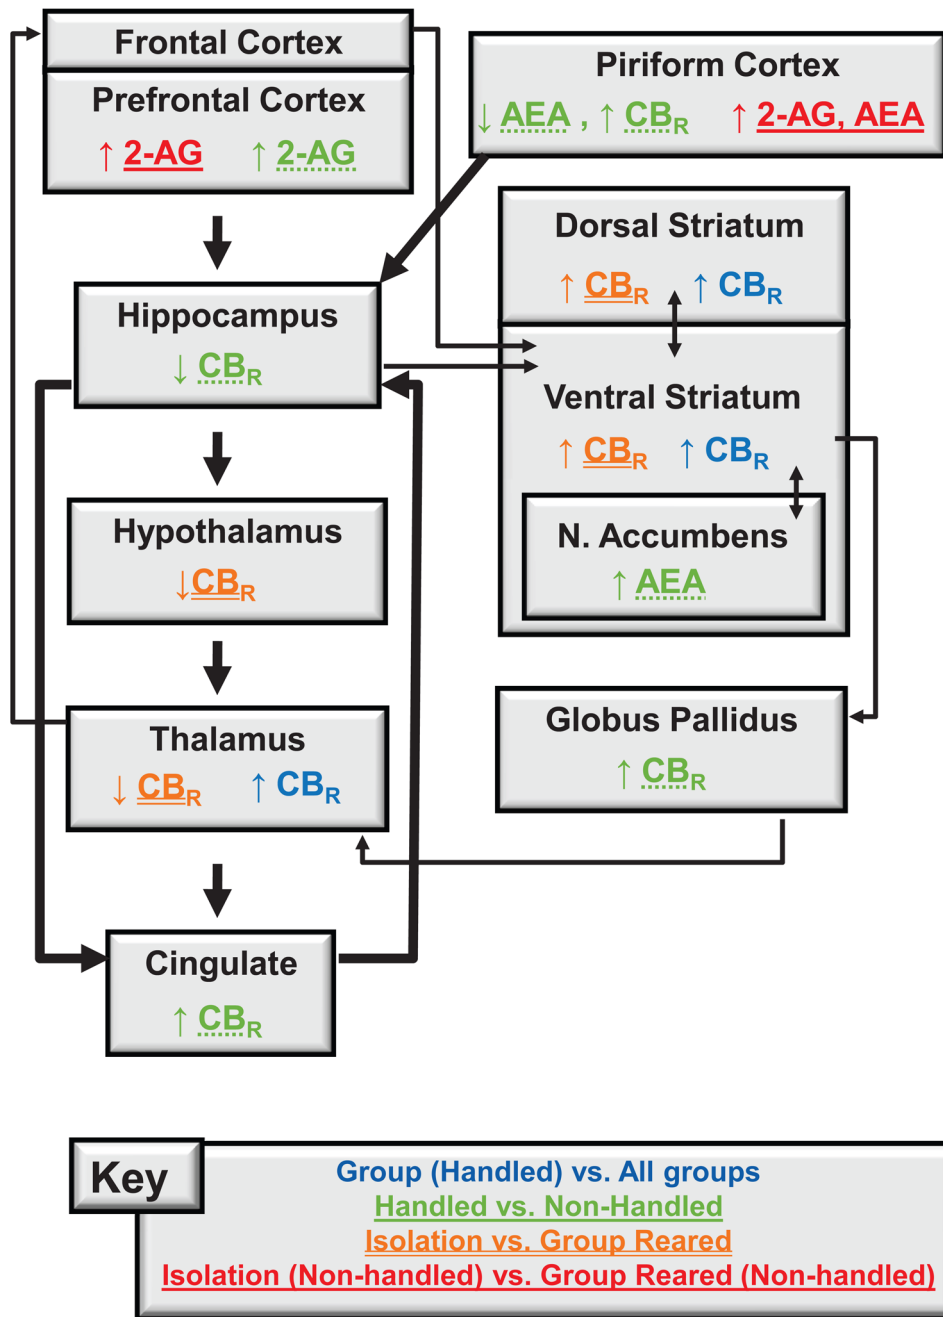 Frontal Cortex
Prefrontal Cortex
↑ 2-AG ↑ 2-AG
Piriform Cortex
↓ AEA , ↑ CBR ↑ 2-AG, AEA
Dorsal Striatum
↑ CBR ↑ CBR
Hippocampus
↓ CBR
Ventral Striatum
↑ CBR ↑ CBR
N. Accumbens
↑ AEA
Hypothalamus
↓CBR
Thalamus
↓ CBR ↑ CBR
Globus Pallidus
↑ CBR
Cingulate
↑ CBR
Key
Group (Handled) vs. All groups
Handled vs. Non-Handled
Isolation vs. Group Reared
Isolation (Non-handled) vs. Group Reared (Non-handled)